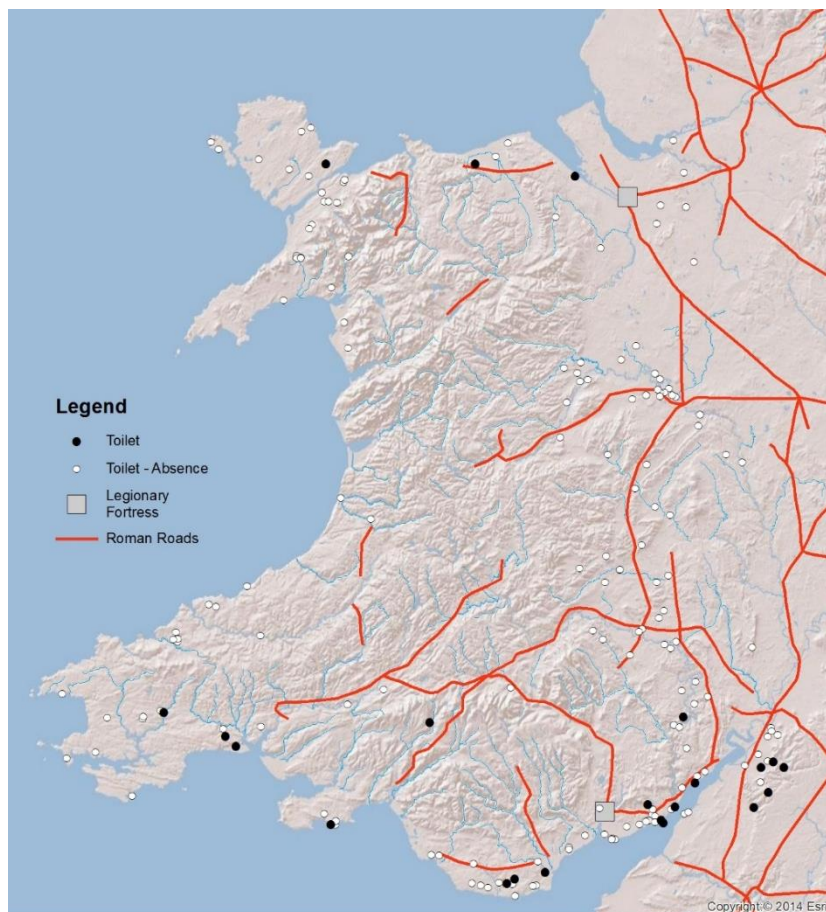 Legend
Toilet
Toilet - Absence
Legionary
Fortress
Roman Roads
Copyright:© 2014 Esri